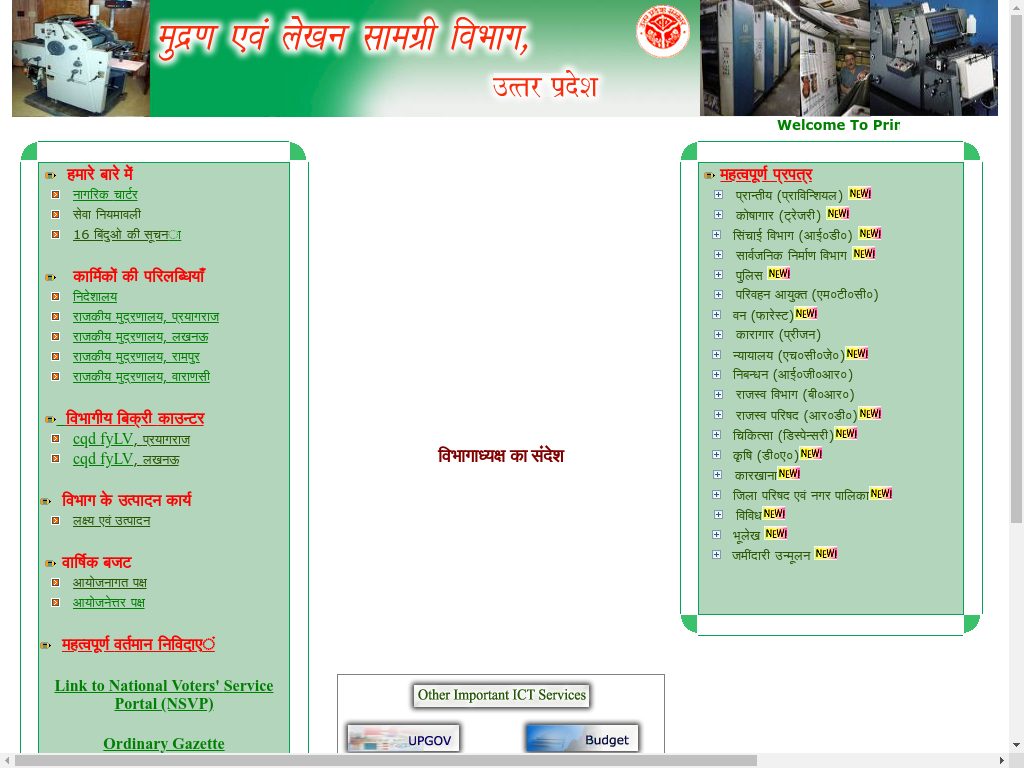 मुद्रण एवं लेखन सामग्री विभाग,
उत्तर प्रदेश
Welcome To Prin
हमारे बारे में
नागरिक चार्टर
सेवा नियमावली
16 बिंदुओ की सूचनाा
कार्मिकों की परिलब्धियाँ
निदेशालय
राजकीय मुद्रणालय, प्रयागराज
राजकीय मुद्रणालय, लखनऊ
राजकीय मुद्रणालय, रामपुर
राजकीय मुद्रणालय, वाराणसी
विभागीय बिक्री काउन्टर
cqd fyLV, प्रयागराज
cqd fyLV, लखनऊ
विभाग के उत्पादन कार्य
लक्ष्य एवं उत्पादन
वार्षिक बजट
आयोजनागत पक्ष
आयोजनेत्तर पक्ष
महत्वपूर्ण वर्तमान निविदाएं
Link to National Voters' Service
Portal (NSVP)
Ordinary Gazette
विभागाध्यक्ष का संदेश
Other Important ICT Services
UPGOV
Budget
महत्वपूर्ण प्रपत्र
प्रान्तीय (प्राविन्शियल) NEW!
कोषागार (ट्रेजरी) NEW!
सिंचाई विभाग (आई०डी०) NEW!
सार्वजनिक निर्माण विभाग NEW!
पुलिस NEW!
परिवहन आयुक्त (एम०टी०सी०)
वन (फारेस्ट) NEW!
कारागार (प्रीजन)
न्यायालय (एच०सी०जे०) NEW!
निबन्धन (आई०जी०आर०)
राजस्व विभाग (बी०आर०)
राजस्व परिषद (आर०डी०) NEW!
चिकित्सा (डिस्पेन्सरी) NEW!
कृषि (डी०ए०) NEW!
कारखाना NEW!
जिला परिषद एवं नगर पालिका NEW!
विविध NEW!
भूलेख NEW!
जमींदारी उन्मूलन NEW!